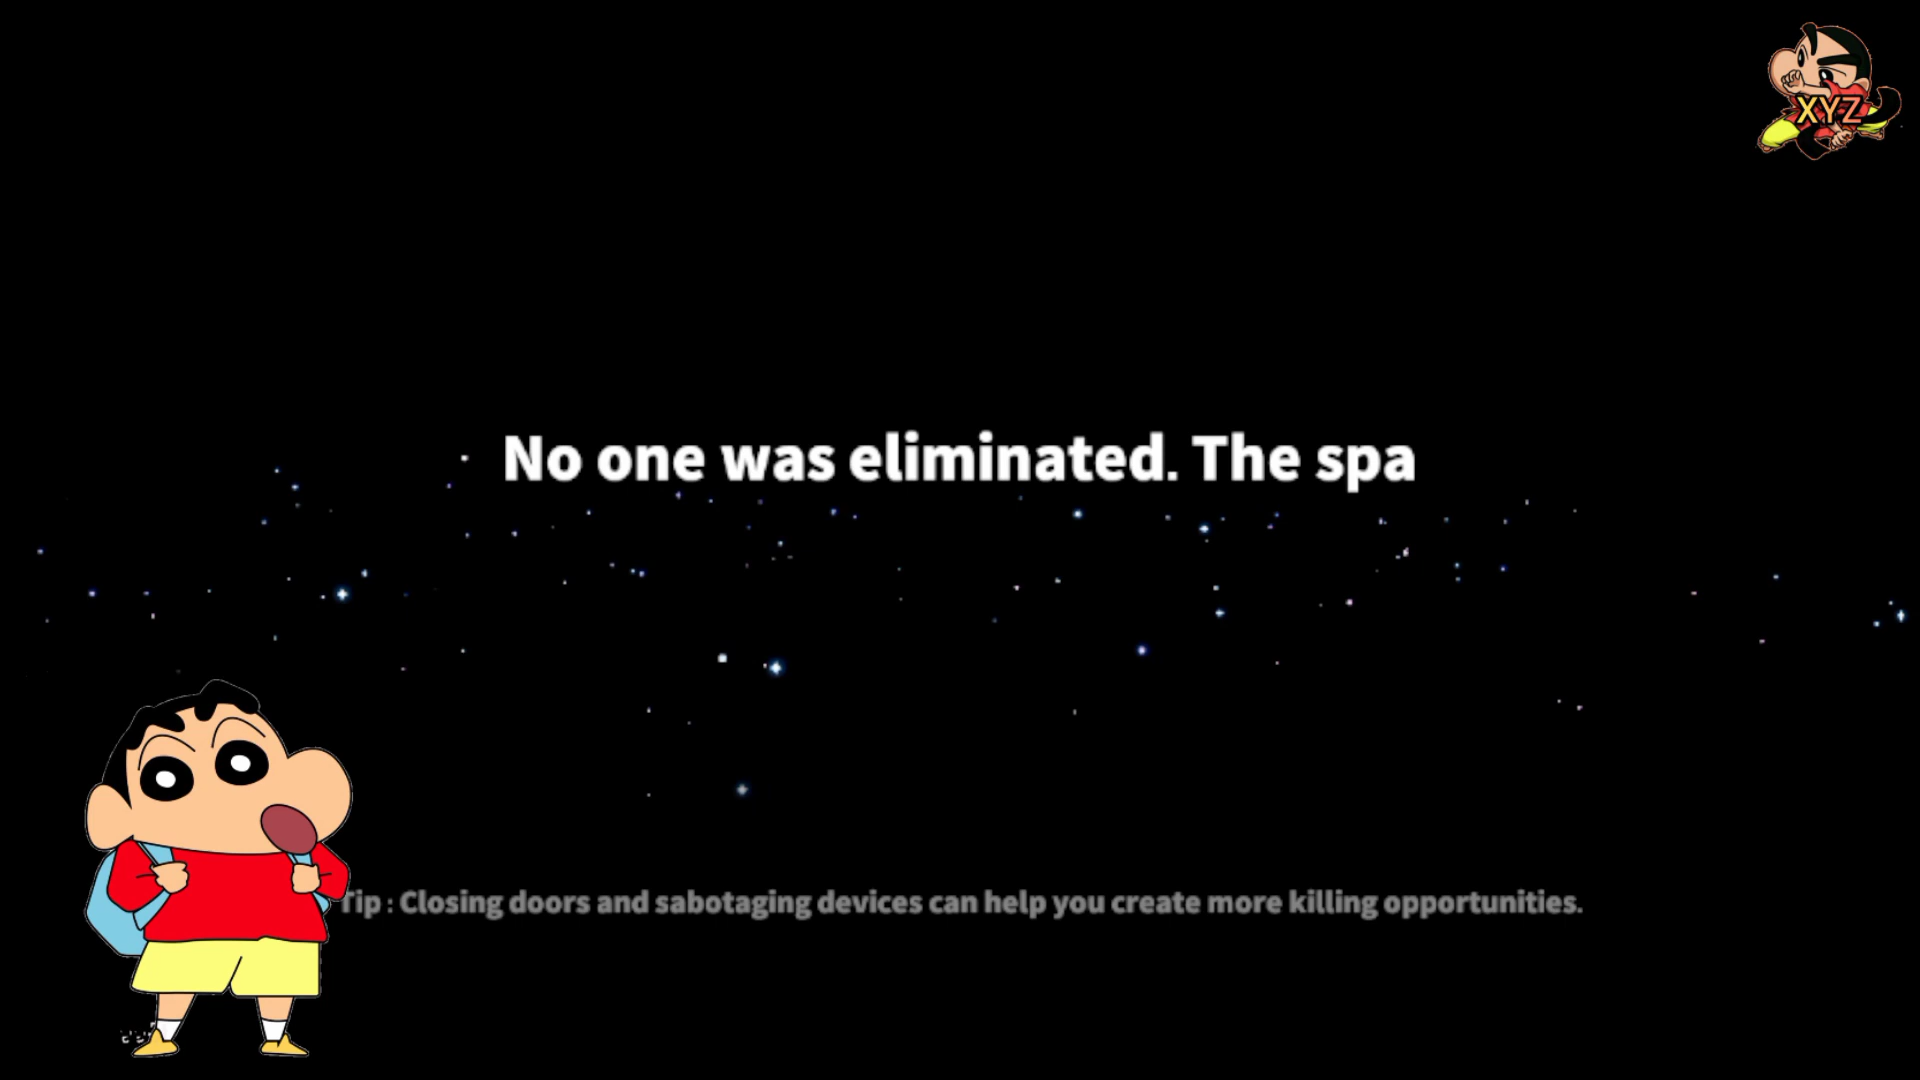 XYZ
No one was eliminated. The spa
Tip : Closing doors and sabotaging devices can help you create more killing opportunities.